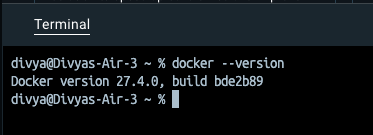 Terminal
divya@Divyas-Air-3 ~ % docker --version
Docker version 27.4.0, build bde2b89
divya@Divyas-Air-3 ~ %